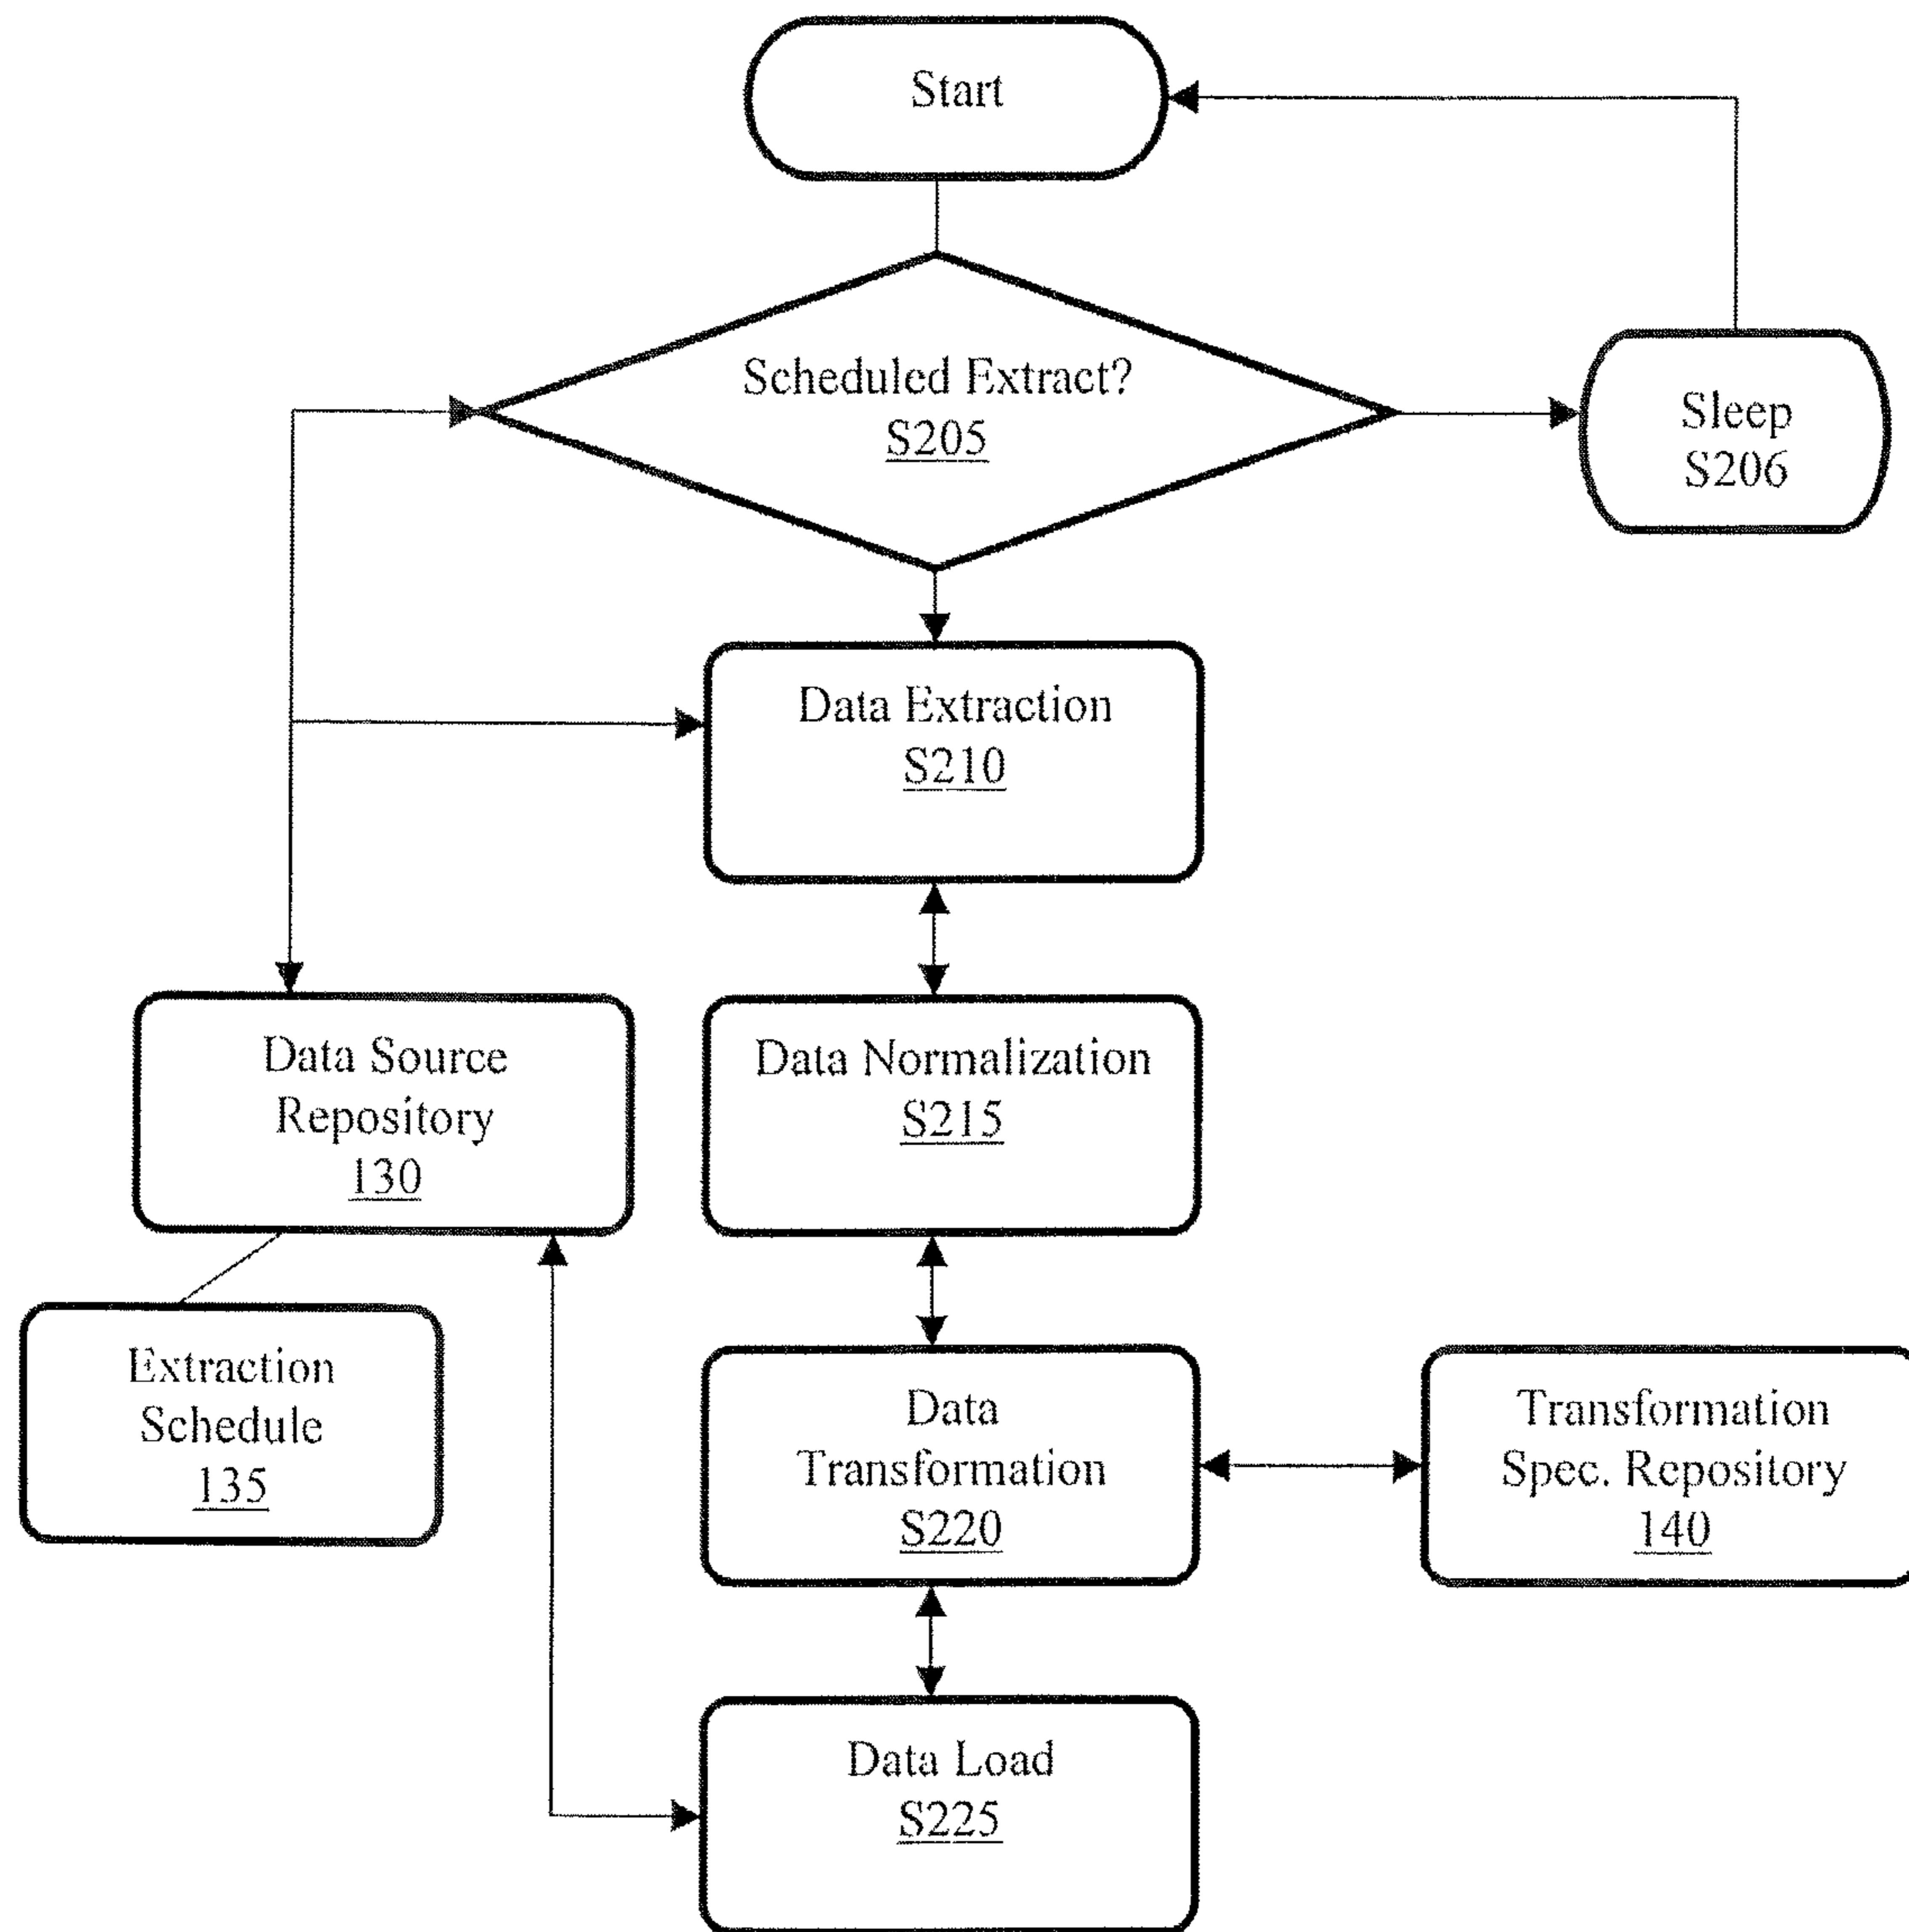 Start
Scheduled Extract?
S205
Sleep
S206
Data Extraction
S210
Data Source
Repository
130
Data Normalization
S215
Extraction
Schedule
135
Data
Transformation
S220
Transformation
Spec. Repository
140
Data Load
S225